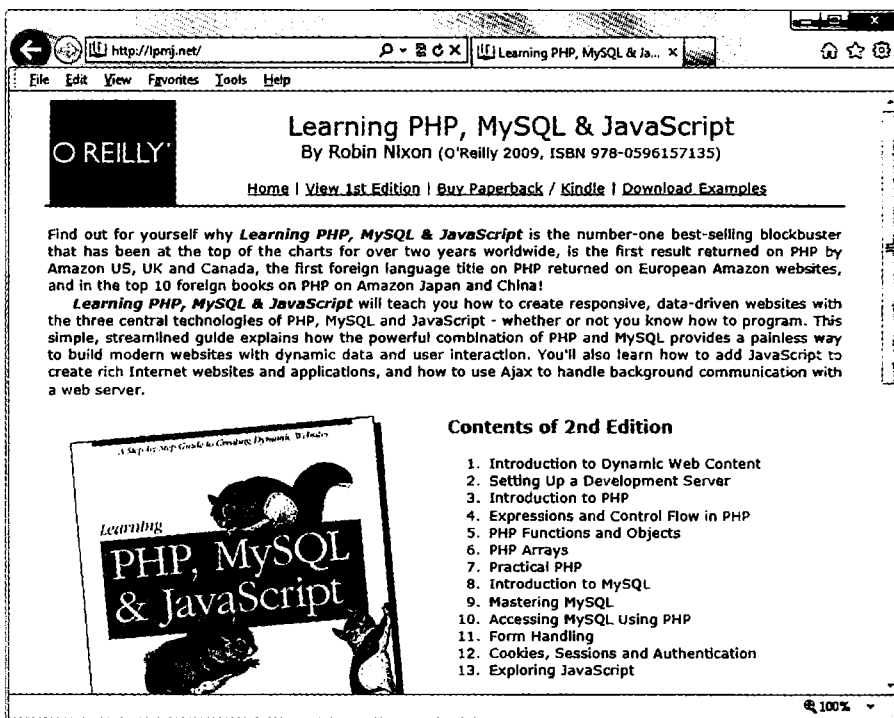 http://lpmj.net/
Learning PHP, MySQL & Ja...
File Edit View Favorites Tools Help
O REILLY'
Learning PHP, MySQL & JavaScript
By Robin Nixon (O'Reilly 2009, ISBN 978-0596157135)
Home | View 1st Edition | Buy Paperback / Kindle | Download Examples
Find out for yourself why Learning PHP, MySQL & JavaScript is the number-one best-selling blockbuster
that has been at the top of the charts for over two years worldwide, is the first result returned on PHP by
Amazon US, UK and Canada, the first foreign language title on PHP returned on European Amazon websites,
and in the top 10 foreign books on PHP on Amazon Japan and China!
Learning PHP, MySQL & JavaScript will teach you how to create responsive, data-driven websites with
the three central technologies of PHP, MySQL and JavaScript - whether or not you know how to program. This
simple, streamlined guide explains how the powerful combination of PHP and MySQL provides a painless way
to build modern websites with dynamic data and user interaction. You'll also learn how to add JavaScript to
create rich Internet websites and applications, and how to use Ajax to handle background communication with
a web server.
A Step-by-Step Guide to Creating Dynamic Websites
Learning
PHP, MySQL
& JavaScript
Contents of 2nd Edition
1. Introduction to Dynamic Web Content
2. Setting Up a Development Server
3. Introduction to PHP
4. Expressions and Control Flow in PHP
5. PHP Functions and Objects
6. PHP Arrays
7. Practical PHP
8. Introduction to MySQL
9. Mastering MySQL
10. Accessing MySQL Using PHP
11. Form Handling
12. Cookies, Sessions and Authentication
13. Exploring JavaScript
100%